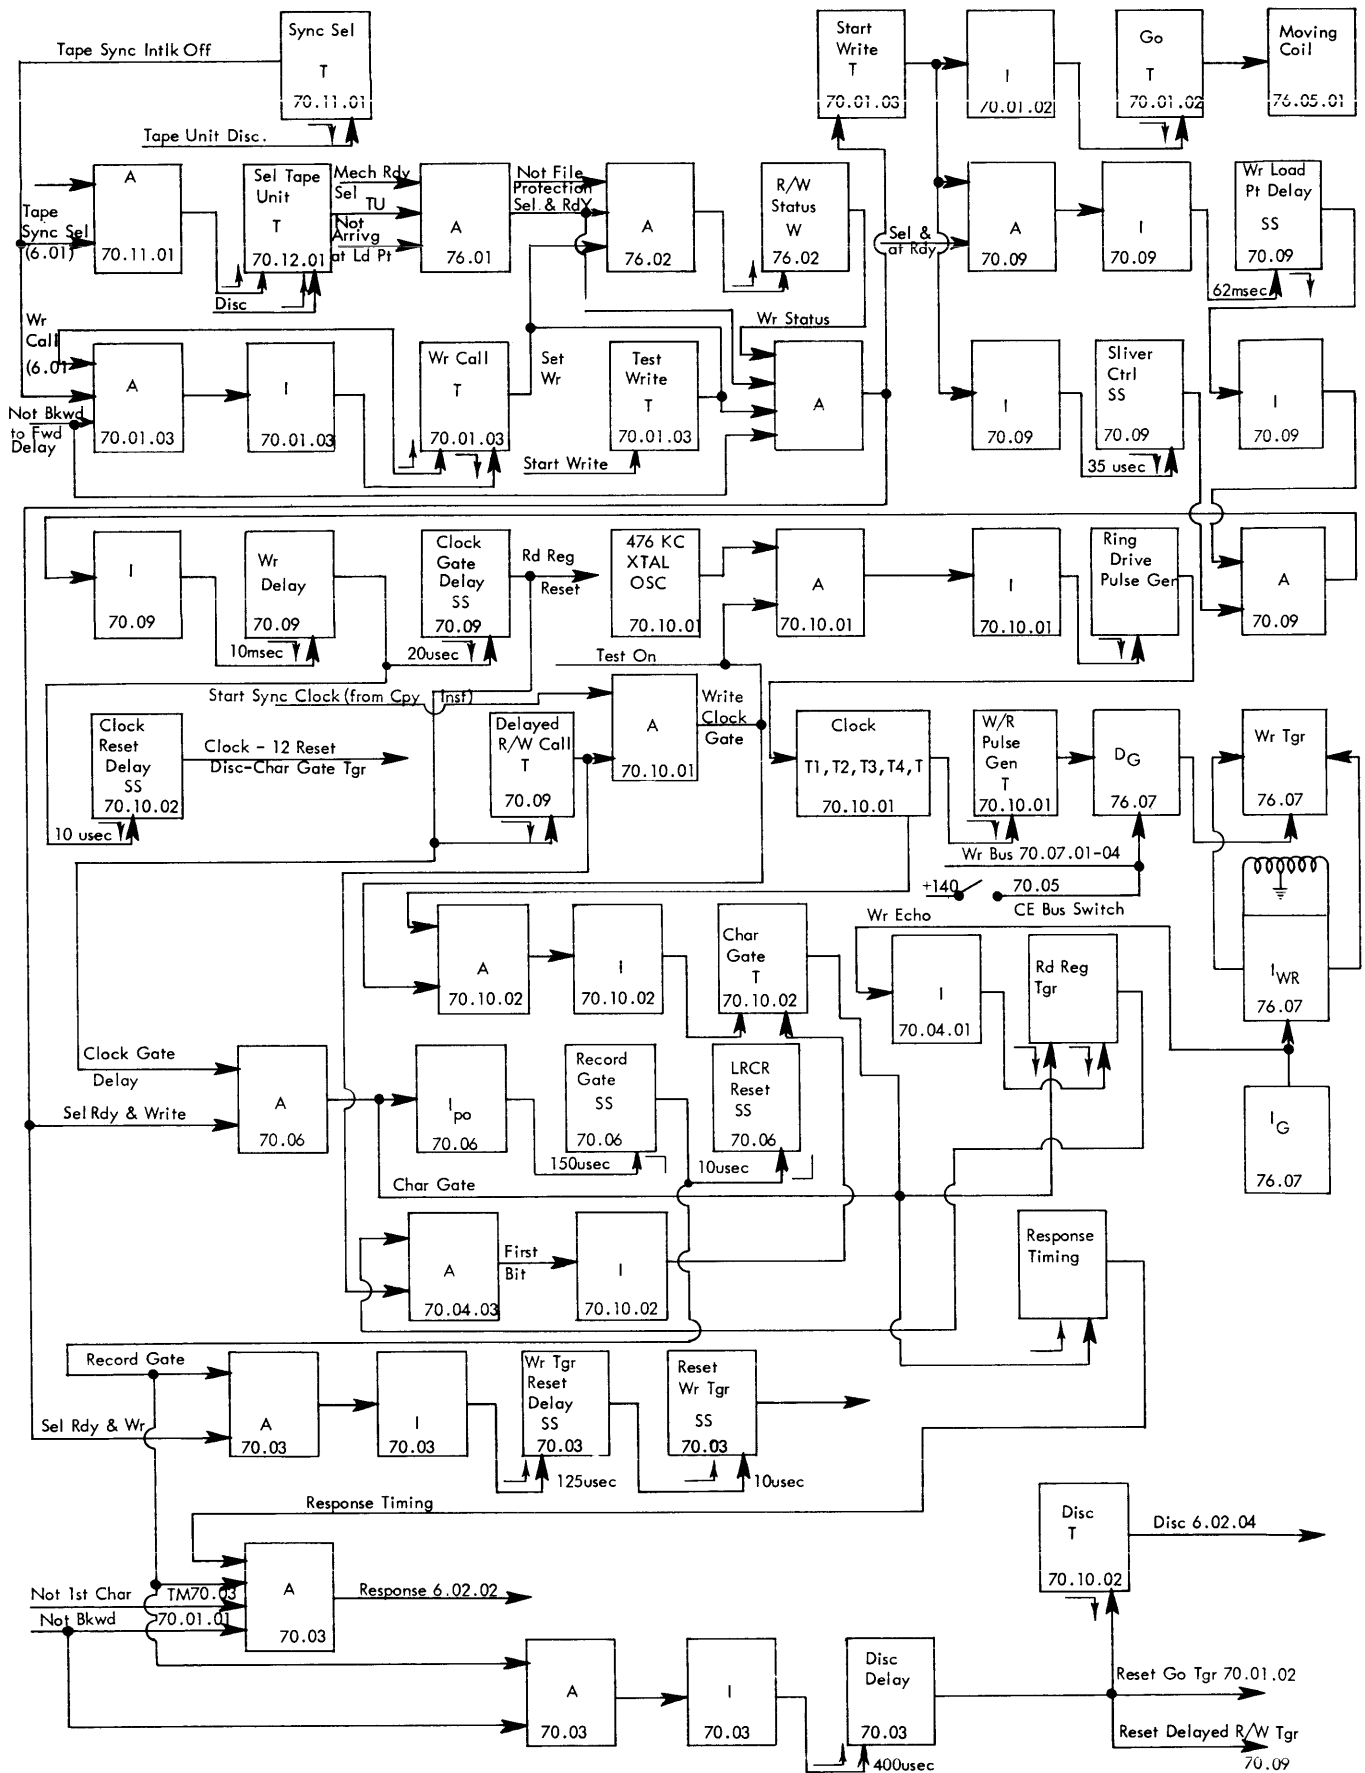 Sync Sel
T
70.11.01
Tape Sync Intlk Off
Tape Unit Disc.
Start
Write
T
70.01.03
I
70.01.02
Go
T
70.01.02
Moving
Coil
76.05.01
A
70.11.01
Tape
Sync Sel
(6.01)
Sel Tape
Unit
T
70.12.01
Disc
Mech Rdy
Sel
TU
Not
Arrivg
at Ld Pt
A
76.01
Not File
Protection
Sel. & RdY
A
76.02
R/W
Status
W
76.02
Sel &
at Rdy
A
70.09
I
70.09
Wr Load
Pt Delay
SS
70.09
62msec
Wr
Call
(6.01
Not Bkwd
to Fwd
Delay
A
70.01.03
I
70.01.03
Wr Call
T
70.01.03
Set
Wr
Test
Write
T
70.01.03
Start Write
Wr Status
A
I
70.09
Sliver
Ctrl
SS
70.09
35 usec
I
70.09
I
70.09
Wr
Delay
70.09
10msec
Clock
Gate
Delay
SS
70.09
20usec
Rd Reg
Reset
476 KC
XTAL
OSC
70.10.01
A
70.10.01
I
70.10.01
Ring
Drive
Pulse Gen
A
70.09
Test On
Start Sync Clock (from Cpy Inst)
Clock
Reset
Delay
SS
70.10.02
10 usec
Clock - 12 Reset
Disc-Char Gate Tgr
Delayed
R/W Call
T
70.09
A
70.10.01
Write
Clock
Gate
Clock
T1, T2, T3, T4, T
70.10.01
W/R
Pulse
Gen
T
70.10.01
DG
76.07
Wr Tgr
76.07
Wr Bus 70.07.01-04
+140
70.05
CE Bus Switch
A
70.10.02
I
70.10.02
Char
Gate
T
70.10.02
Wr Echo
I
70.04.01
Rd Reg
Tgr
IWR
76.07
Clock Gate
Delay
Sel Rdy & Write
A
70.06
Ipo
70.06
150usec
Record
Gate
SS
70.06
10usec
LRCR
Reset
SS
70.06
IG
76.07
Char Gate
A
70.04.03
First
Bit
I
70.10.02
Response
Timing
Record Gate
Sel Rdy & Wr
A
70.03
I
70.03
Wr Tgr
Reset
Delay
SS
70.03
125usec
Reset
Wr Tgr
SS
70.03
10usec
Response Timing
Not 1st Char
TM70.03
Not Bkwd
70.01.01
A
70.03
Response 6.02.02
Disc
T
70.10.02
Disc 6.02.04
A
70.03
I
70.03
Disc
Delay
70.03
400usec
Reset Go Tgr 70.01.02
Reset Delayed R/W Tgr
70.09